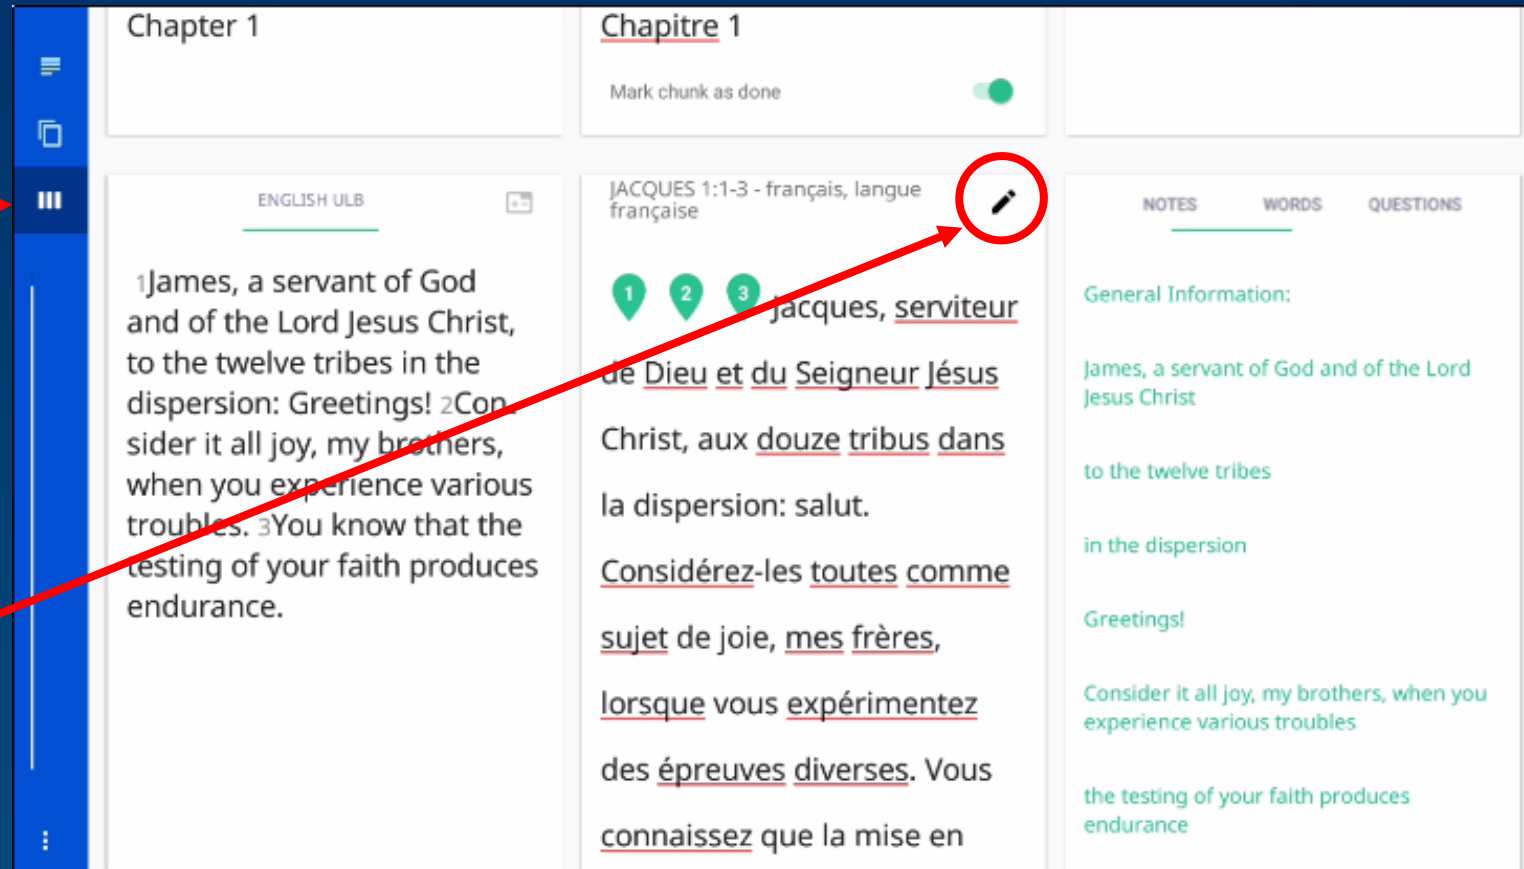 Chapter 1
Chapitre 1
Mark chunk as done
ENGLISH ULB
1James, a servant of God
and of the Lord Jesus Christ,
to the twelve tribes in the
dispersion: Greetings! 2Con-
sider it all joy, my brothers,
when you experience various
troubles. 3You know that the
testing of your faith produces
endurance.
JACQUES 1:1-3 - français, langue
française
1 2 3 Jacques, serviteur
de Dieu et du Seigneur Jésus
Christ, aux douze tribus dans
la dispersion: salut.
Considérez-les toutes comme
sujet de joie, mes frères,
lorsque vous expérimentez
des épreuves diverses. Vous
connaissez que la mise en
NOTES WORDS QUESTIONS
General Information:
James, a servant of God and of the Lord
Jesus Christ
to the twelve tribes
in the dispersion
Greetings!
Consider it all joy, my brothers, when you
experience various troubles
the testing of your faith produces
endurance